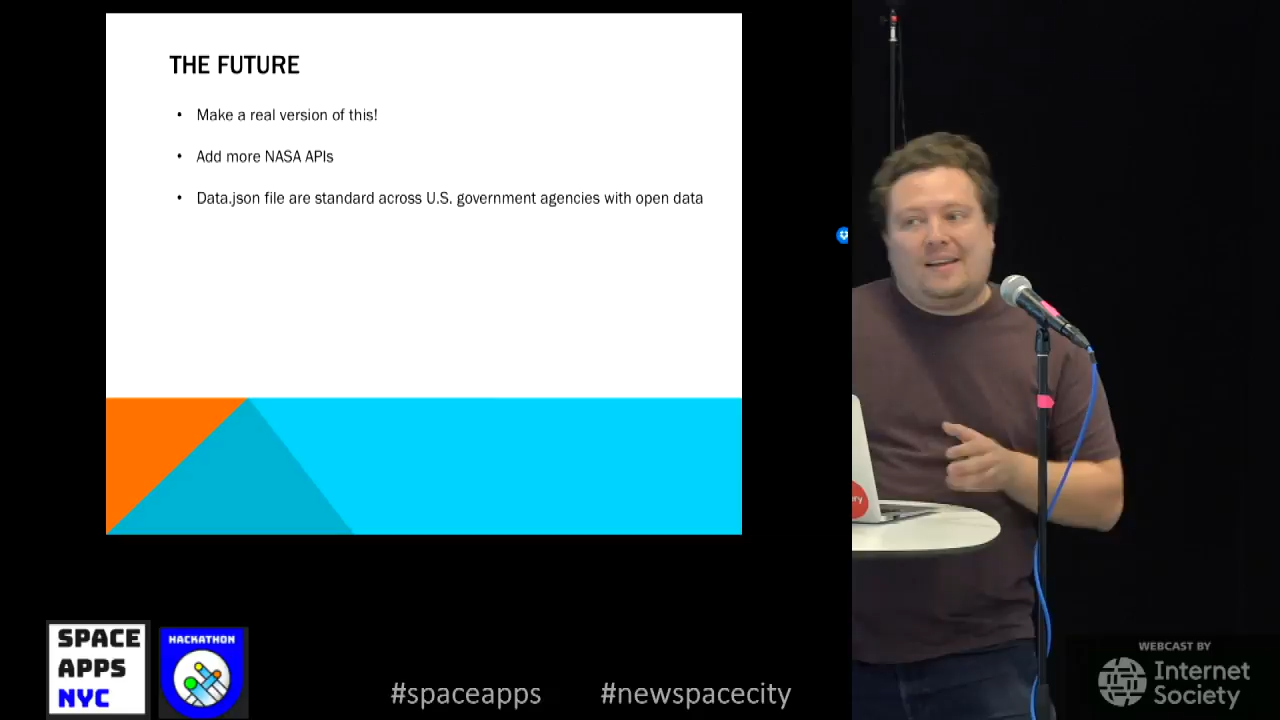 THE FUTURE
• Make a real version of this!
• Add more NASA APIs
• Data.json file are standard across U.S. government agencies with open data
ry
SPACE
APPS
NYC
HACKATHON
#spaceapps #newspacecity
WEBCAST BY
Internet
Society